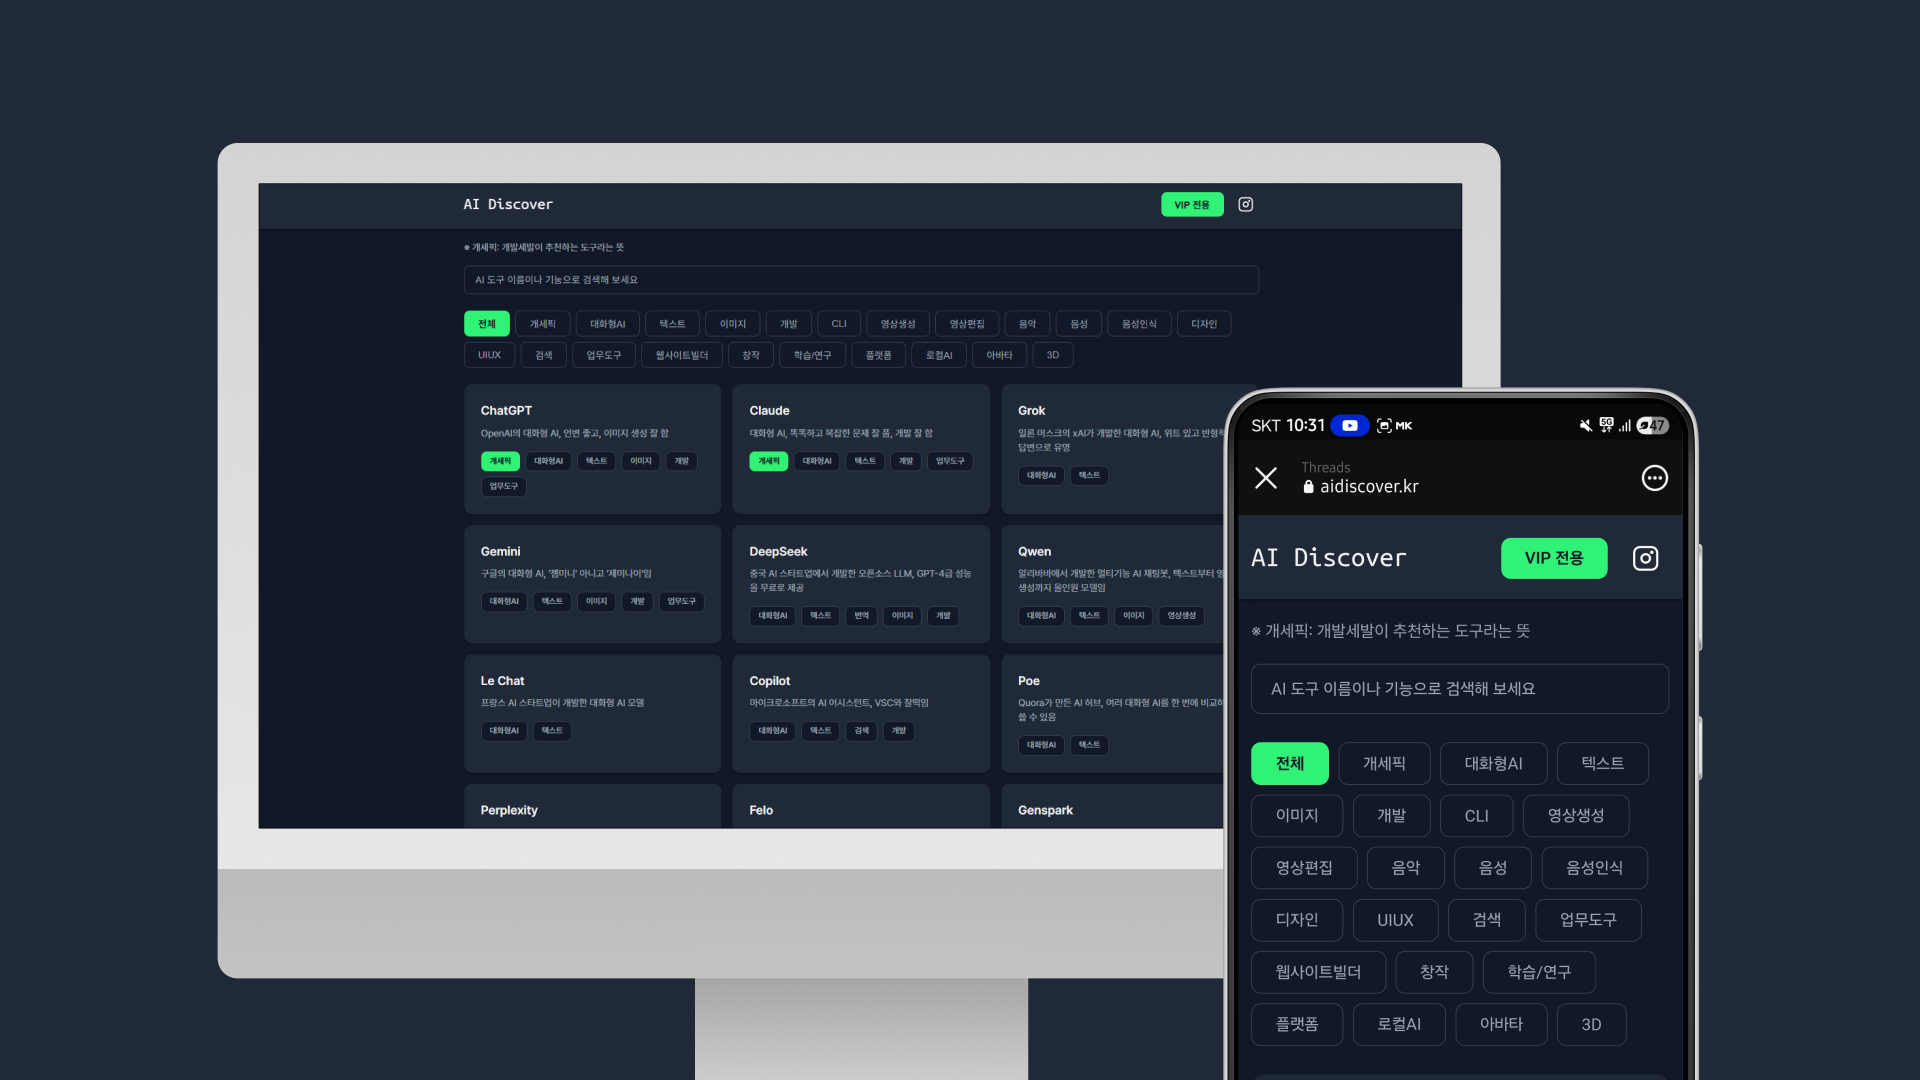 AI Discover
VIP 전용
※ 개세픽: 개발세발이 추천하는 도구라는 뜻
AI 도구 이름이나 기능으로 검색해 보세요
전체 개세픽 대화형AI 텍스트 이미지 개발 CLI 영상생성 영상편집 음악 음성 음성인식 디자인
UIUX 검색 업무도구 웹사이트빌더 창작 학습/연구 플랫폼 로컬AI 아바타 3D
ChatGPT
OpenAI의 대화형 AI, 언변 좋고, 이미지 생성 잘 함
개세픽 대화형AI 텍스트 이미지 개발
업무도구
Claude
대화형 AI, 똑똑하고 복잡한 문제 잘 품, 개발 잘 함
개세픽 대화형AI 텍스트 개발 업무도구
Grok
일론 머스크의 xAI가 개발한 대화형 AI, 위트 있고 반항적
답변으로 유명
대화형AI 텍스트
Gemini
구글의 대화형 AI, '젬미니' 아니고 '제미나이'임
대화형AI 텍스트 이미지 개발 업무도구
DeepSeek
중국 AI 스타트업에서 개발한 오픈소스 LLM, GPT-4급 성능
을 무료로 제공
대화형AI 텍스트 번역 이미지 개발
Qwen
알리바바에서 개발한 멀티기능 AI 채팅봇, 텍스트부터
생성까지 올인원 모델임
대화형AI 텍스트 이미지 영상생성
Le Chat
프랑스 AI 스타트업이 개발한 대화형 AI 모델
대화형AI 텍스트
Copilot
마이크로소프트의 AI 어시스턴트, VSC와 찰떡임
대화형AI 텍스트 검색 개발
Poe
Quora가 만든 AI 허브, 여러 대화형 AI를 한 번에 비교하
쓸 수 있음
대화형AI 텍스트
Perplexity
Felo
Genspark
SKT 10:31 MK 5G 47
Threads
aidiscover.kr
AI Discover
VIP 전용
※ 개세픽: 개발세발이 추천하는 도구라는 뜻
AI 도구 이름이나 기능으로 검색해 보세요
전체 개세픽 대화형AI 텍스트
이미지 개발 CLI 영상생성
영상편집 음악 음성 음성인식
디자인 UIUX 검색 업무도구
웹사이트빌더 창작 학습/연구
플랫폼 로컬AI 아바타 3D